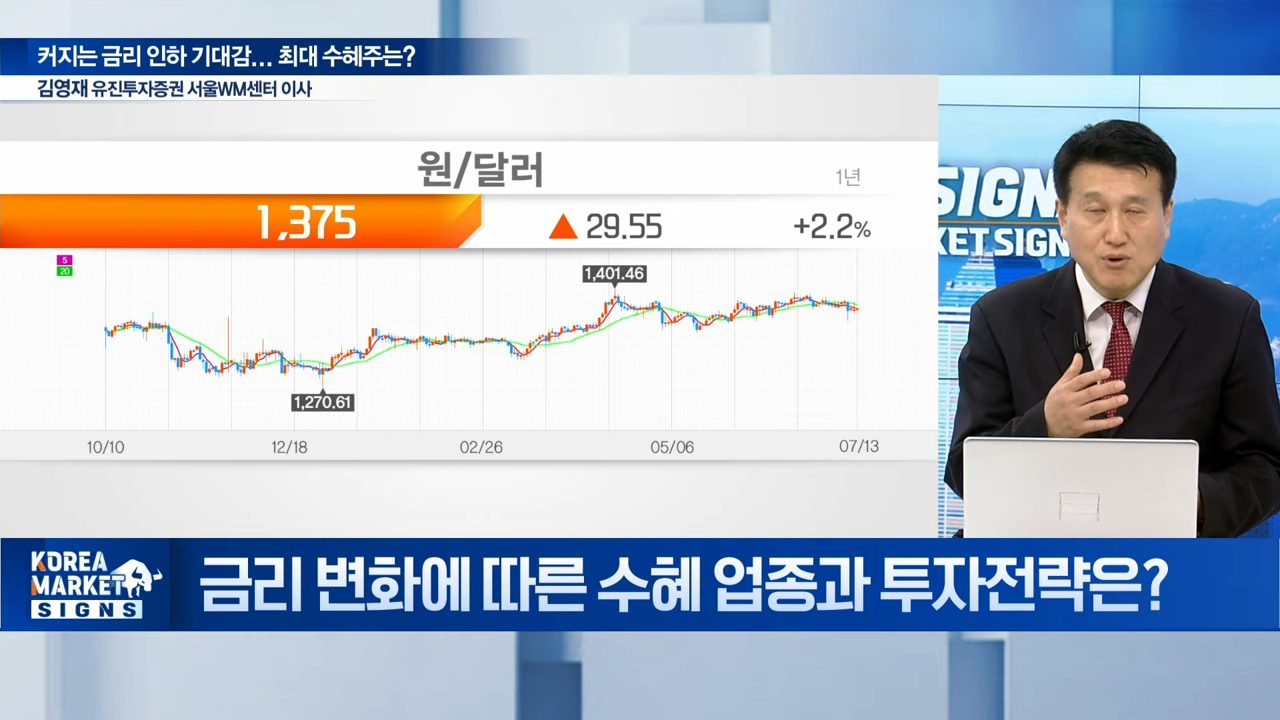 커지는 금리 인하 기대감... 최대 수혜주는?
김영재 유진투자증권 서울WM센터 이사
원/달러
1년
1,375
▲ 29.55
+2.2%
5
20
1,401.46
1,270.61
10/10
12/18
02/26
05/06
07/13
SIGN
KET SIGN
KOREA
MARKET
SIGNS
금리 변화에 따른 수혜 업종과 투자전략은?